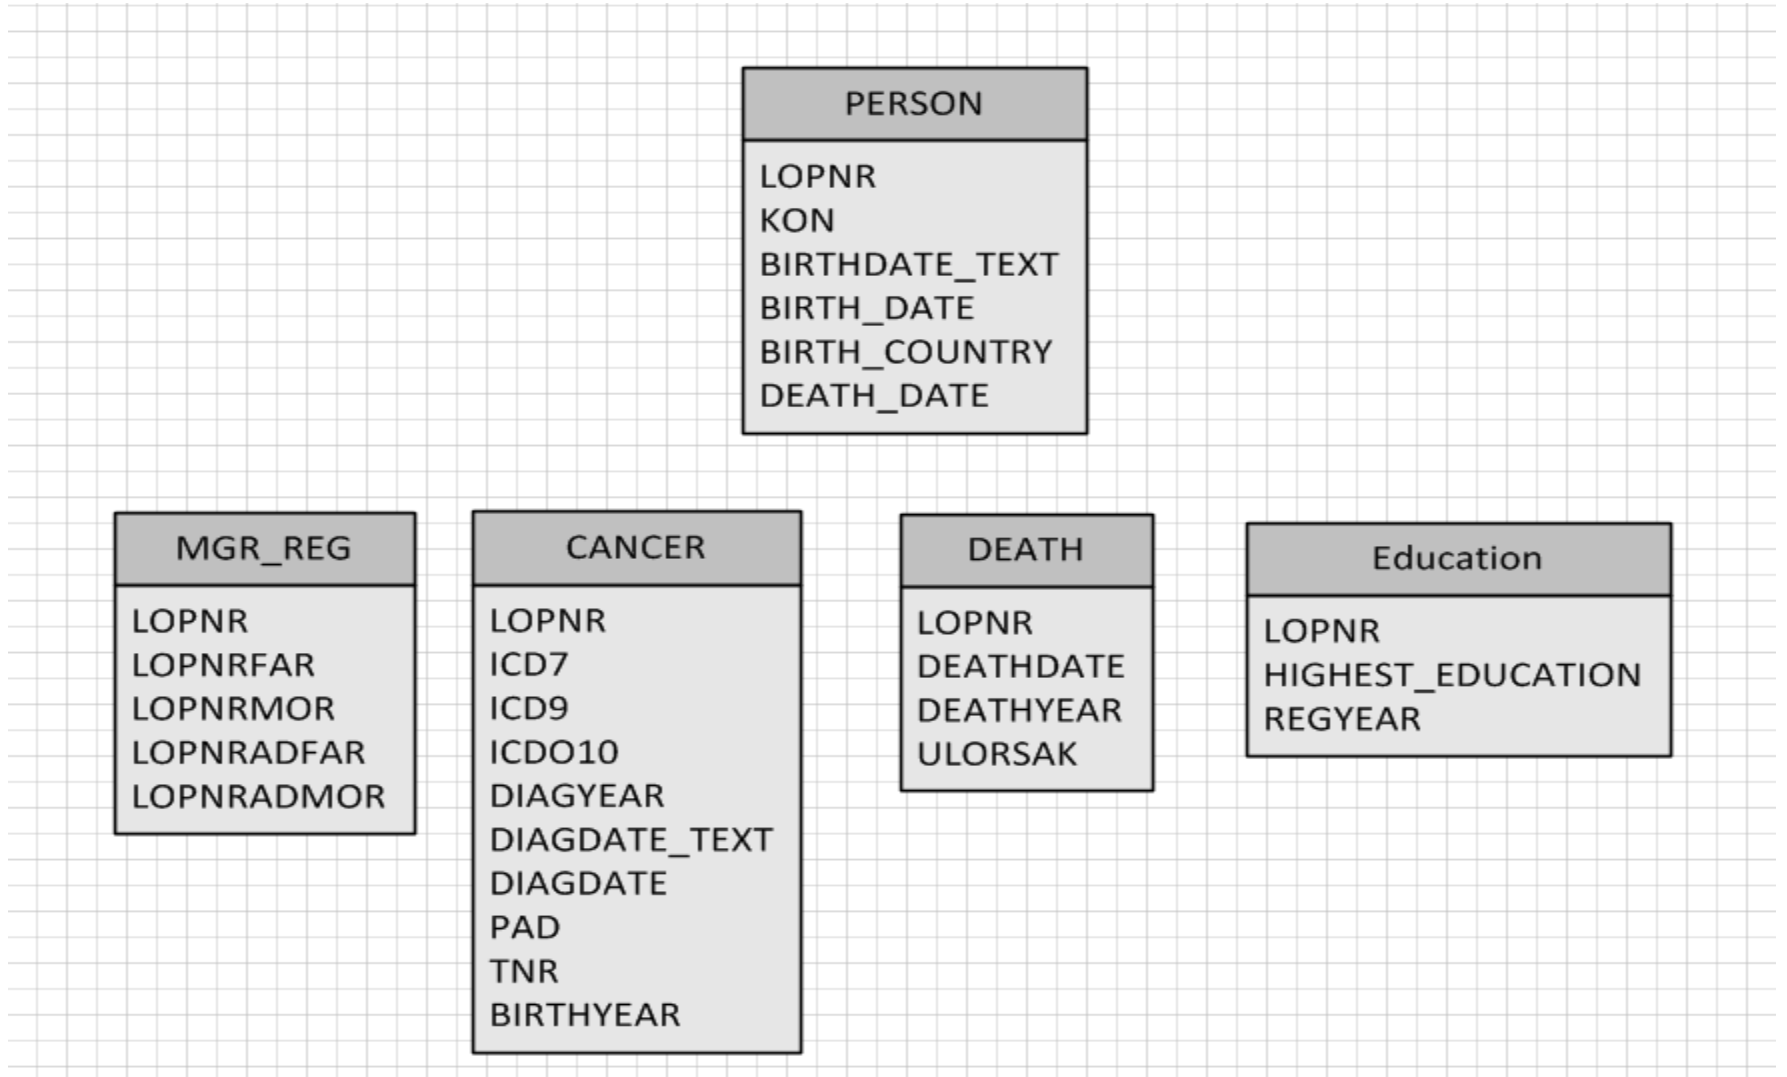 PERSON
LOPNR
KON
BIRTHDATE_TEXT
BIRTH_DATE
BIRTH_COUNTRY
DEATH_DATE
MGR_REG
LOPNR
LOPNRFAR
LOPNRMOR
LOPNRADFAR
LOPNRADMOR
CANCER
LOPNR
ICD7
ICD9
ICDO10
DIAGYEAR
DIAGDATE_TEXT
DIAGDATE
PAD
TNR
BIRTHYEAR
DEATH
LOPNR
DEATHDATE
DEATHYEAR
ULORSAK
Education
LOPNR
HIGHEST_EDUCATION
REGYEAR